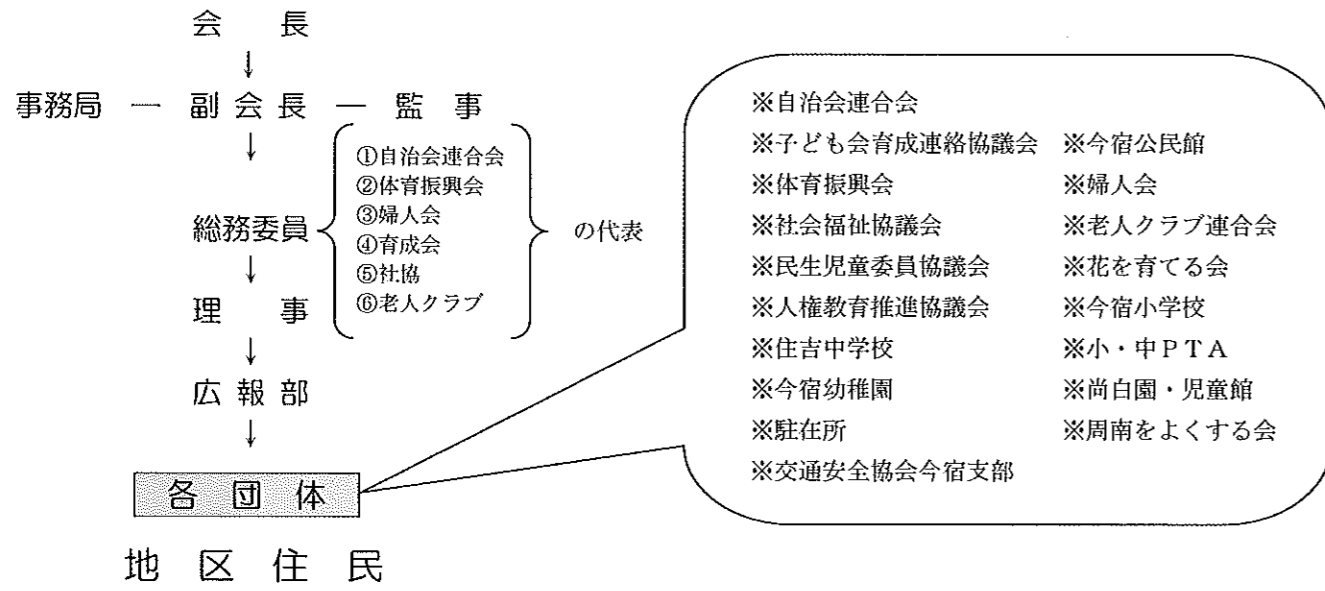 会長
↓
事務局 ― 副会長 ― 監事
↓
総務委員
①自治会連合会
②体育振興会
③婦人会
④育成会
⑤社協
⑥老人クラブ
の代表
↓
理事
↓
広報部
↓
各団体
地区住民
※自治会連合会
※子ども会育成連絡協議会 ※今宿公民館
※体育振興会 ※婦人会
※社会福祉協議会 ※老人クラブ連合会
※民生児童委員協議会 ※花を育てる会
※人権教育推進協議会 ※今宿小学校
※住吉中学校 ※小・中PTA
※今宿幼稚園 ※尚白園・児童館
※駐在所 ※周南をよくする会
※交通安全協会今宿支部